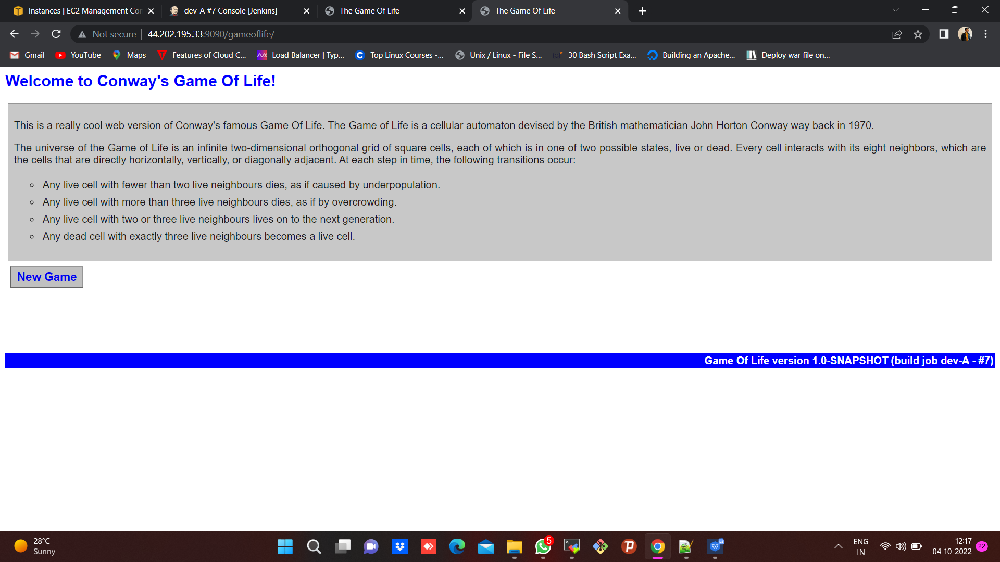 Instances | EC2 Management Con
dev-A #7 Console [Jenkins]
The Game Of Life
The Game Of Life
Not secure
44.202.195.33:9090/gameoflife/
Gmail
YouTube
Maps
Features of Cloud C...
Load Balancer | Typ...
Top Linux Courses -...
Unix / Linux - File S...
30 Bash Script Exa...
Building an Apache...
Deploy war file on...
Welcome to Conway's Game Of Life!
This is a really cool web version of Conway's famous Game Of Life. The Game of Life is a cellular automaton devised by the British mathematician John Horton Conway way back in 1970.
The universe of the Game of Life is an infinite two-dimensional orthogonal grid of square cells, each of which is in one of two possible states, live or dead. Every cell interacts with its eight neighbors, which are
the cells that are directly horizontally, vertically, or diagonally adjacent. At each step in time, the following transitions occur:
Any live cell with fewer than two live neighbours dies, as if caused by underpopulation.
Any live cell with more than three live neighbours dies, as if by overcrowding.
Any live cell with two or three live neighbours lives on to the next generation.
Any dead cell with exactly three live neighbours becomes a live cell.
New Game
Game Of Life version 1.0-SNAPSHOT (build job dev-A - #7)
28°C
Sunny
5
ENG
IN
12:17
04-10-2022
22